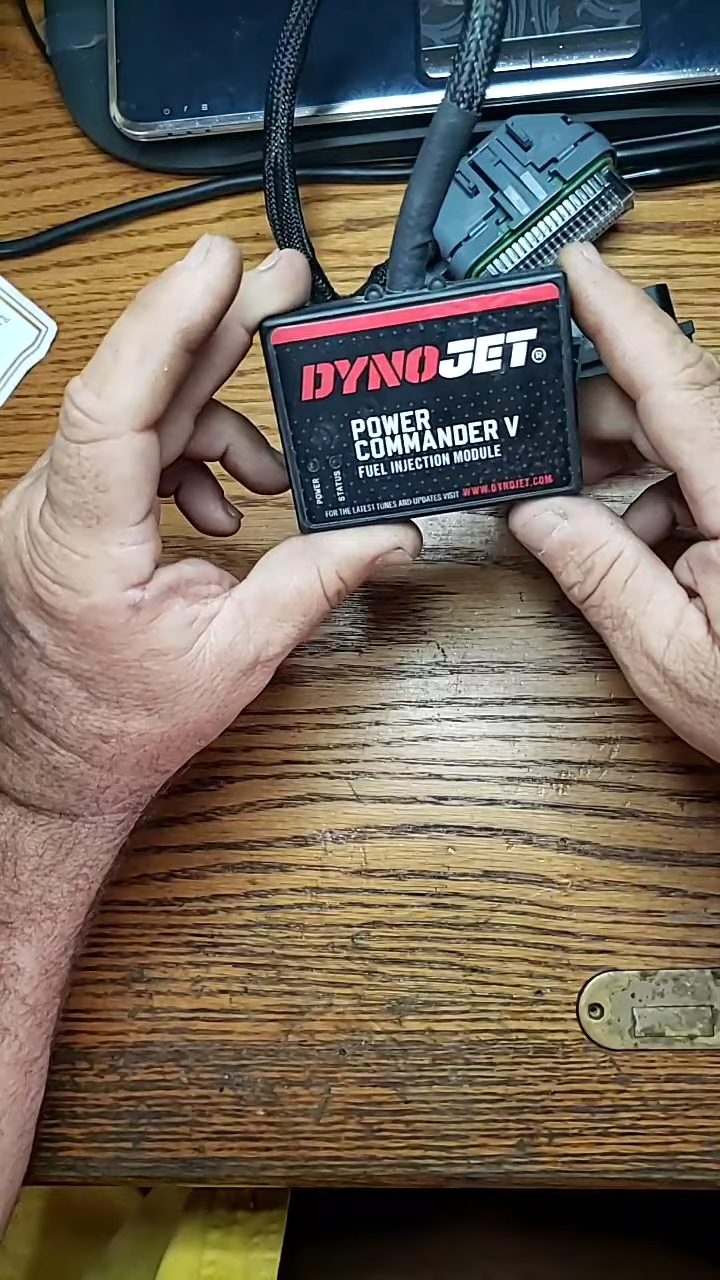 DYNOJET®
POWER
COMMANDER V
FUEL INJECTION MODULE
POWER
STATUS
FOR THE LATEST TUNES AND UPDATES VISIT WWW.DYNOJET.COM